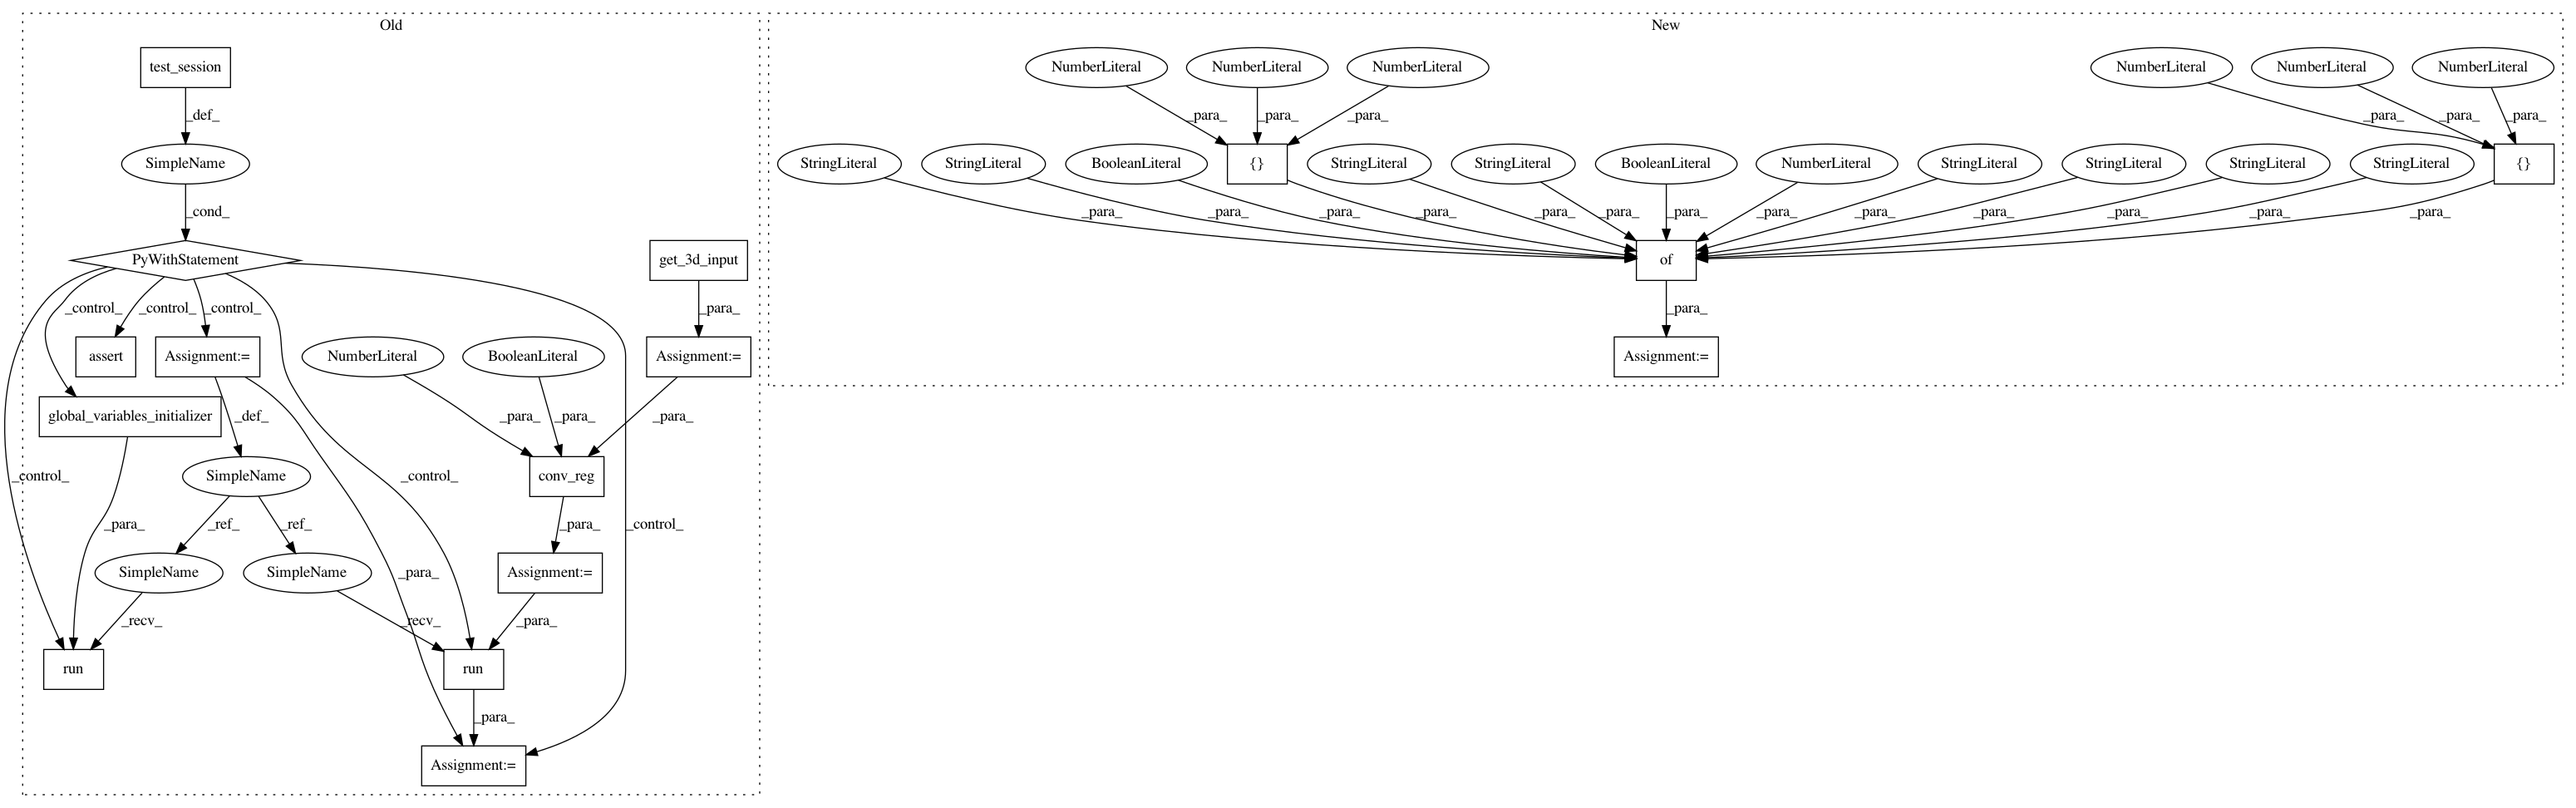 Old
New
test_session
NumberLiteral
NumberLiteral
NumberLiteral
NumberLiteral
NumberLiteral
NumberLiteral
_def_
_para_
_para_
_para_
_para_
_para_
_para_
SimpleName
StringLiteral
StringLiteral
BooleanLiteral
{}
StringLiteral
StringLiteral
BooleanLiteral
NumberLiteral
StringLiteral
StringLiteral
StringLiteral
StringLiteral
{}
_cond_
_para_
_para_
_para_
_para_
_para_
_para_
_para_
_para_
_para_
_para_
_para_
_para_
_para_
PyWithStatement
get_3d_input
of
_control_
_control_
_control_
_para_
_para_
assert
Assignment:=
NumberLiteral
BooleanLiteral
Assignment:=
Assignment:=
global_variables_initializer
_def_
_para_
_para_
_para_
_control_
SimpleName
_control_
conv_reg
_para_
_ref_
_ref_
_para_
_control_
SimpleName
SimpleName
_para_
Assignment:=
_recv_
_recv_
_para_
run
run
_para_
Assignment:=